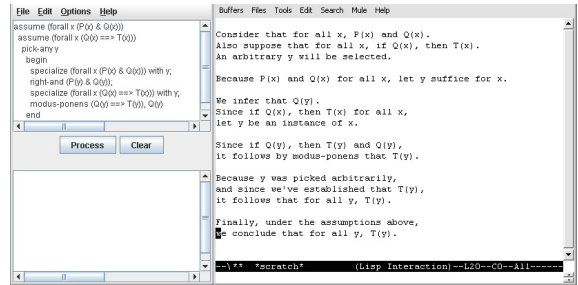 File Edit Options Help
assume (forall x (P(x) & Q(x)))
assume (forall x (Q(x) ==> T(x)))
pick-any y
begin
specialize (forall x (P(x) & Q(x))) with y;
right-and (P(y) & Q(y));
specialize (forall x (Q(x) ==> T(x))) with y;
modus-ponens (Q(y) ==> T(y)), Q(y)
end
Process Clear
Buffers Files Tools Edit Search Mule Help
Consider that for all x, P(x) and Q(x).
Also suppose that for all x, if Q(x), then T(x).
An arbitrary y will be selected.
Because P(x) and Q(x) for all x, let y suffice for x.
We infer that Q(y).
Since if Q(x), then T(x) for all x,
let y be an instance of x.
Since if Q(y), then T(y) and Q(y),
it follows by modus-ponens that T(y).
Because y was picked arbitrarily,
and since we've established that T(y),
it follows that for all y, T(y).
Finally, under the assumptions above,
we conclude that for all y, T(y).
--\** *scratch* (Lisp Interaction)--L20--C0--All------